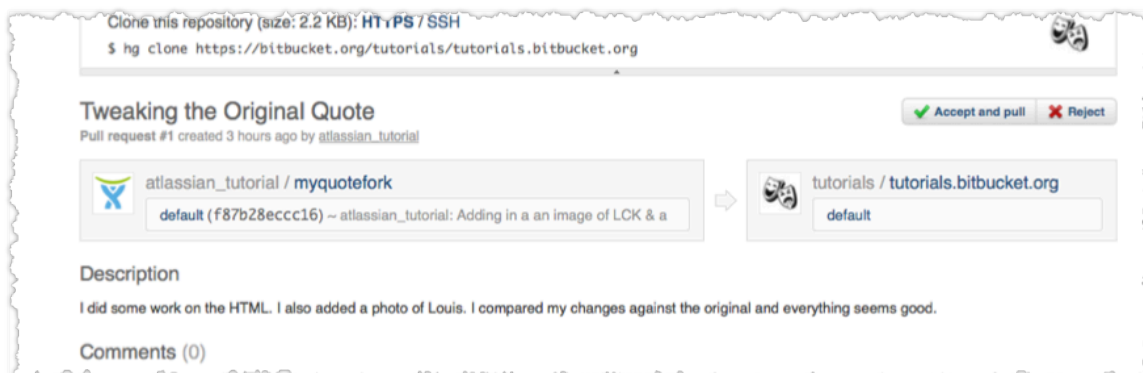 Clone this repository (size: 2.2 KB): HTTPS / SSH
$ hg clone https://bitbucket.org/tutorials/tutorials.bitbucket.org
Tweaking the Original Quote
Accept and pull Reject
Pull request #1 created 3 hours ago by atlassian_tutorial
atlassian_tutorial / myquotefork
default (f87b28eccc16) ~ atlassian_tutorial: Adding in a an image of LCK & a
tutorials / tutorials.bitbucket.org
default
Description
I did some work on the HTML. I also added a photo of Louis. I compared my changes against the original and everything seems good.
Comments (0)